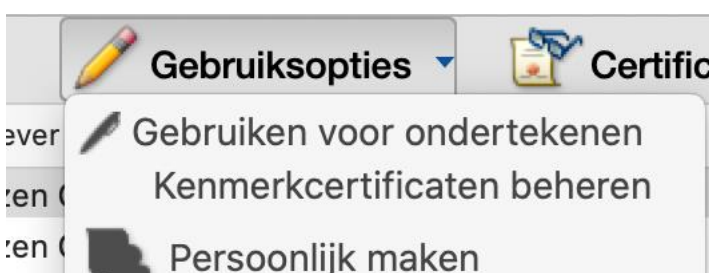 Gebruiksopties
Certific
ever
Gebruiken voor ondertekenen
zen
Kenmerkcertificaten beheren
zen
Persoonlijk maken